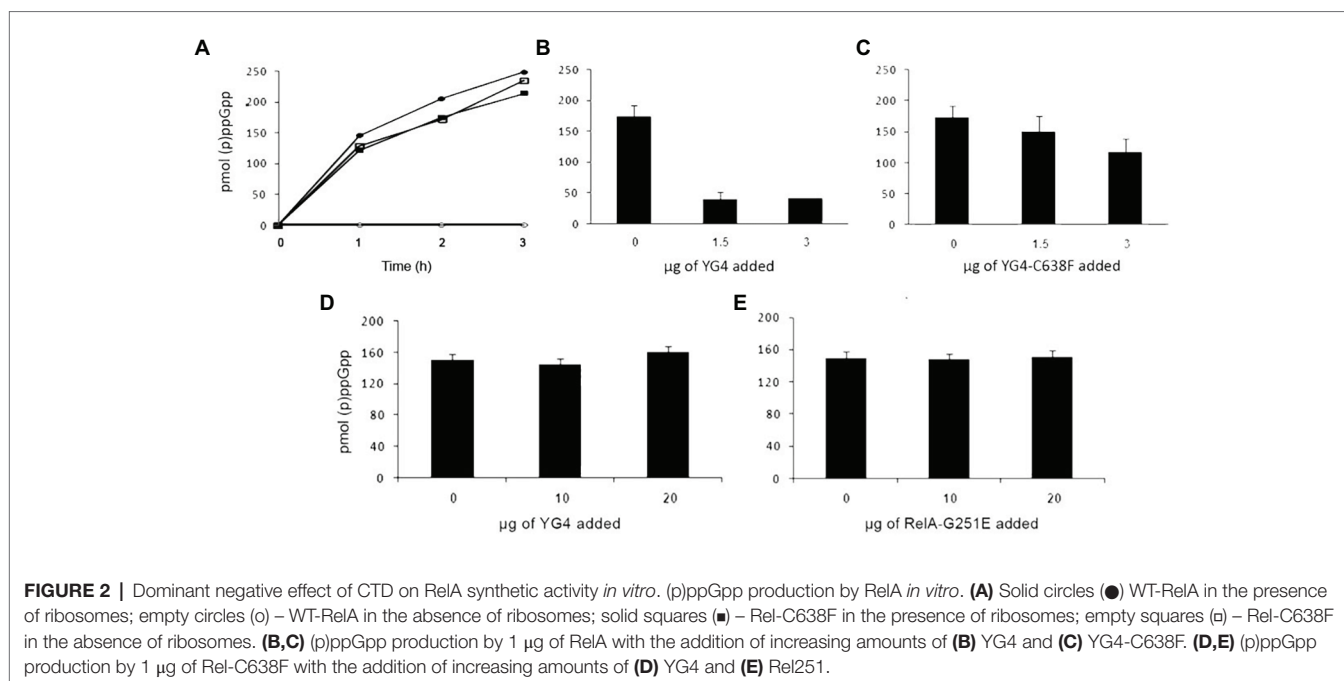 A
250
200
150
100
50
0
pmol (p)ppGpp
0 1 2 3
Time (h)
B
250
200
150
100
50
0
0 1.5 3
µg of YG4 added
C
250
200
150
100
50
0
0 1.5 3
µg of YG4-C638F added
D
200
160
120
80
40
0
pmol (p)ppGpp
0 10 20
µg of YG4 added
E
200
160
120
80
40
0
0 10 20
µg of RelA-G251E added
FIGURE 2 | Dominant negative effect of CTD on RelA synthetic activity in vitro. (p)ppGpp production by RelA in vitro. (A) Solid circles (●) WT-RelA in the presence
of ribosomes; empty circles (o) – WT-RelA in the absence of ribosomes; solid squares (■) – Rel-C638F in the presence of ribosomes; empty squares (□) – Rel-C638F
in the absence of ribosomes. (B,C) (p)ppGpp production by 1 µg of RelA with the addition of increasing amounts of (B) YG4 and (C) YG4-C638F. (D,E) (p)ppGpp
production by 1 µg of Rel-C638F with the addition of increasing amounts of (D) YG4 and (E) Rel251.